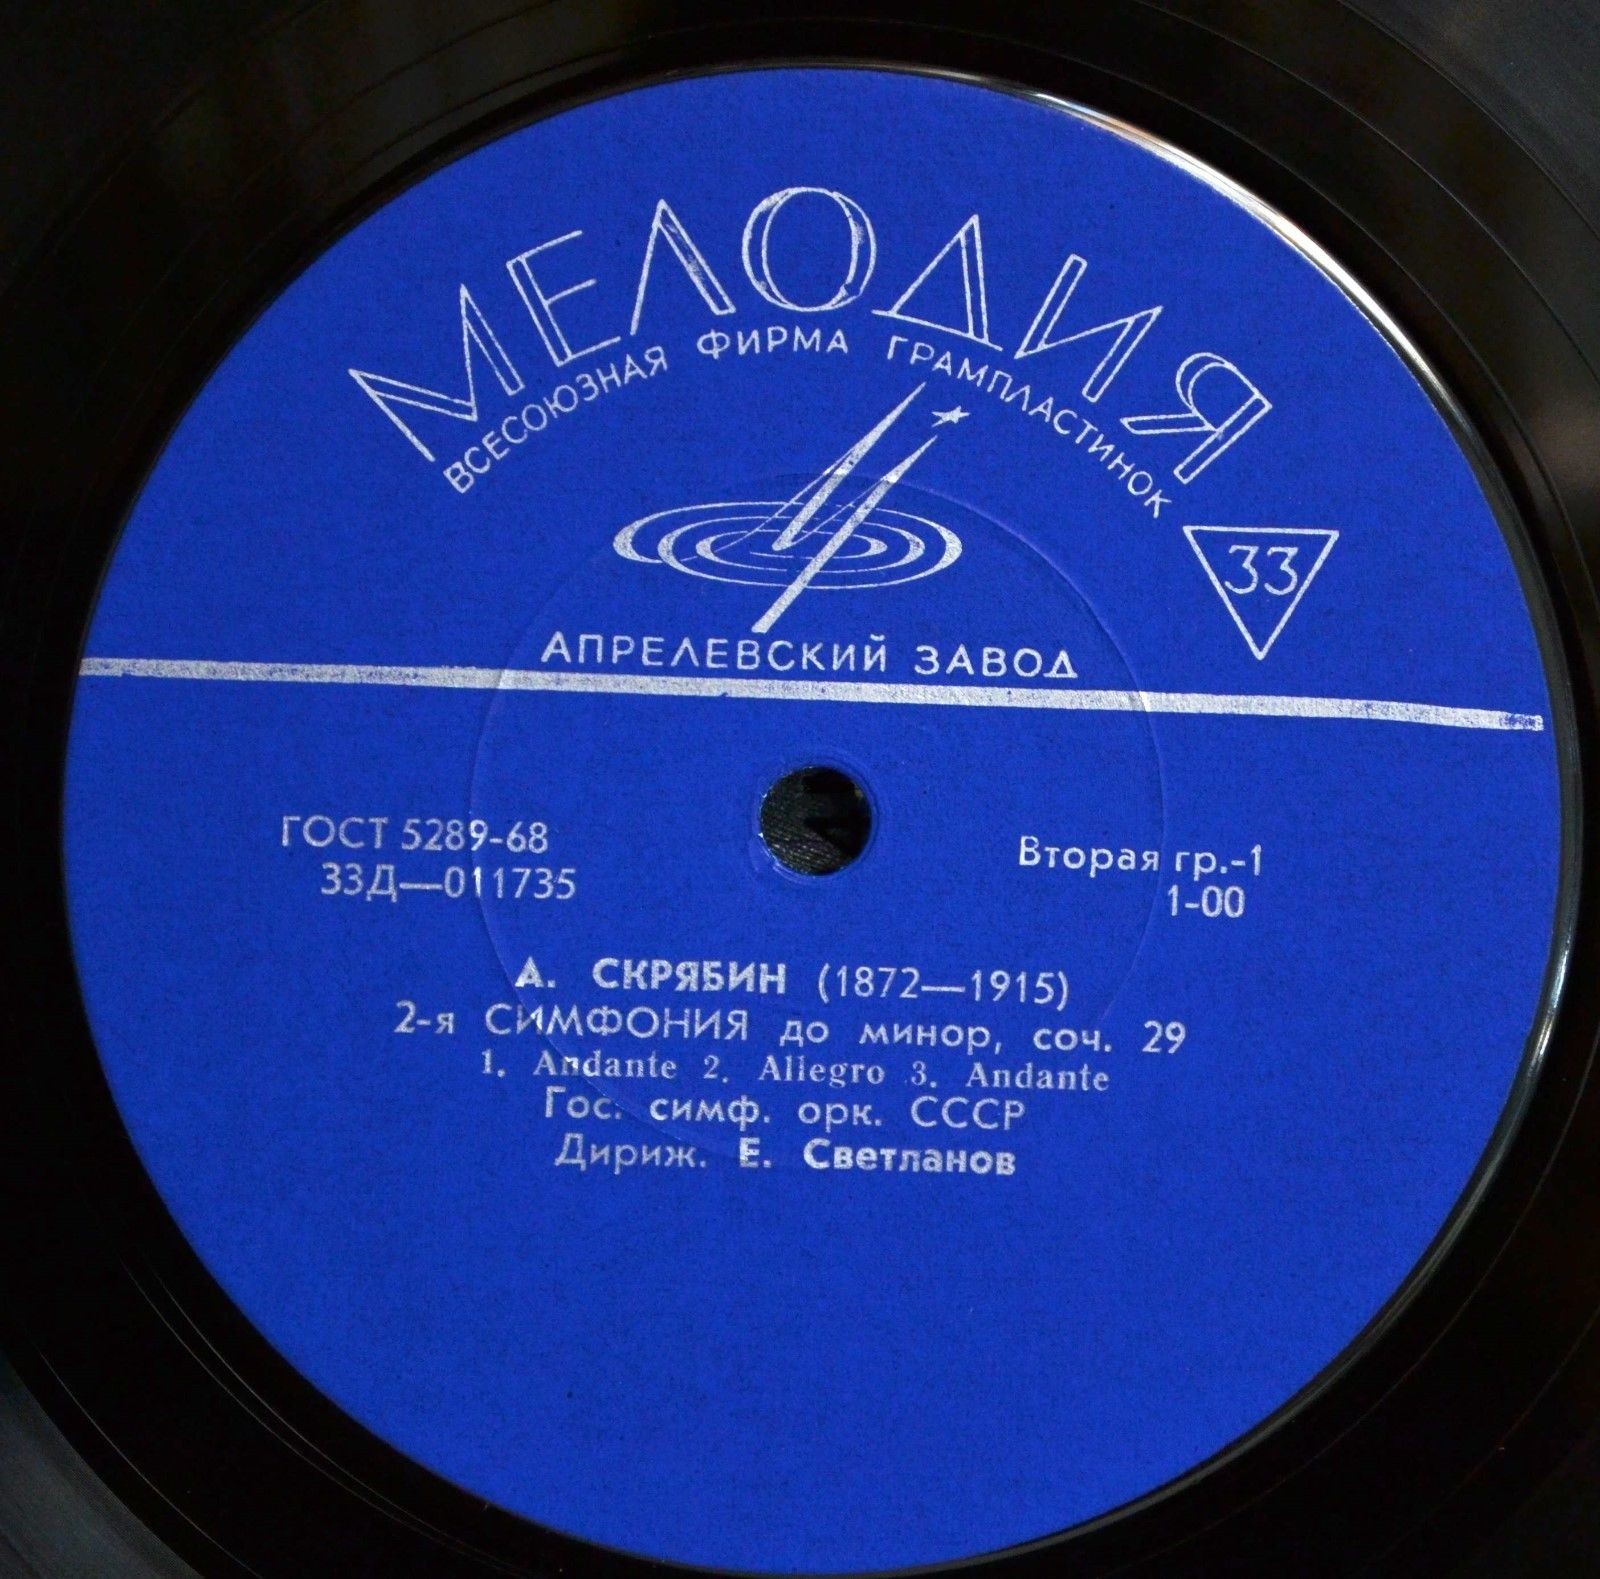 МЕЛОДИЯ
ВСЕСОЮЗНАЯ ФИРМА ГРАМПЛАСТИНОК
33
АПРЕЛЕВСКИЙ ЗАВОД
ГОСТ 5289-68
33Д—011735
Вторая гр.-1
1-00
А. СКРЯБИН (1872—1915)
2-я СИМФОНИЯ до минор, соч. 29
1. Andante 2. Allegro 3. Andante
Гос. симф. орк. СССР
Дириж. Е. Светланов